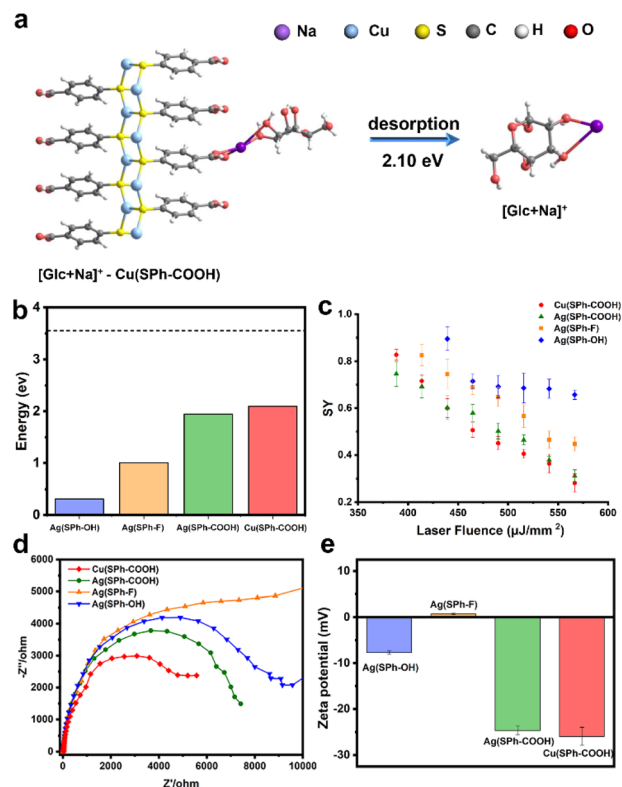 a
Na Cu S C H O
desorption
2.10 eV
[Glc+Na]⁺
[Glc+Na]⁺ - Cu(SPh-COOH)
b
Energy (ev)
4
3
2
1
0
Ag(SPh-OH) Ag(SPh-F) Ag(SPh-COOH) Cu(SPh-COOH)
c
Cu(SPh-COOH)
Ag(SPh-COOH)
Ag(SPh-F)
Ag(SPh-OH)
SY
1.0
0.8
0.6
0.4
0.2
350 400 450 500 550 600
Laser Fluence (μJ/mm²)
d
Cu(SPh-COOH)
Ag(SPh-COOH)
Ag(SPh-F)
Ag(SPh-OH)
-Z''/ohm
-6000
-5000
-4000
-3000
-2000
-1000
0
0 2000 4000 6000 8000 10000
Z'/ohm
e
Zeta potential (mV)
10
0
-10
-20
-30
Ag(SPh-F)
Ag(SPh-OH)
Ag(SPh-COOH)
Cu(SPh-COOH)